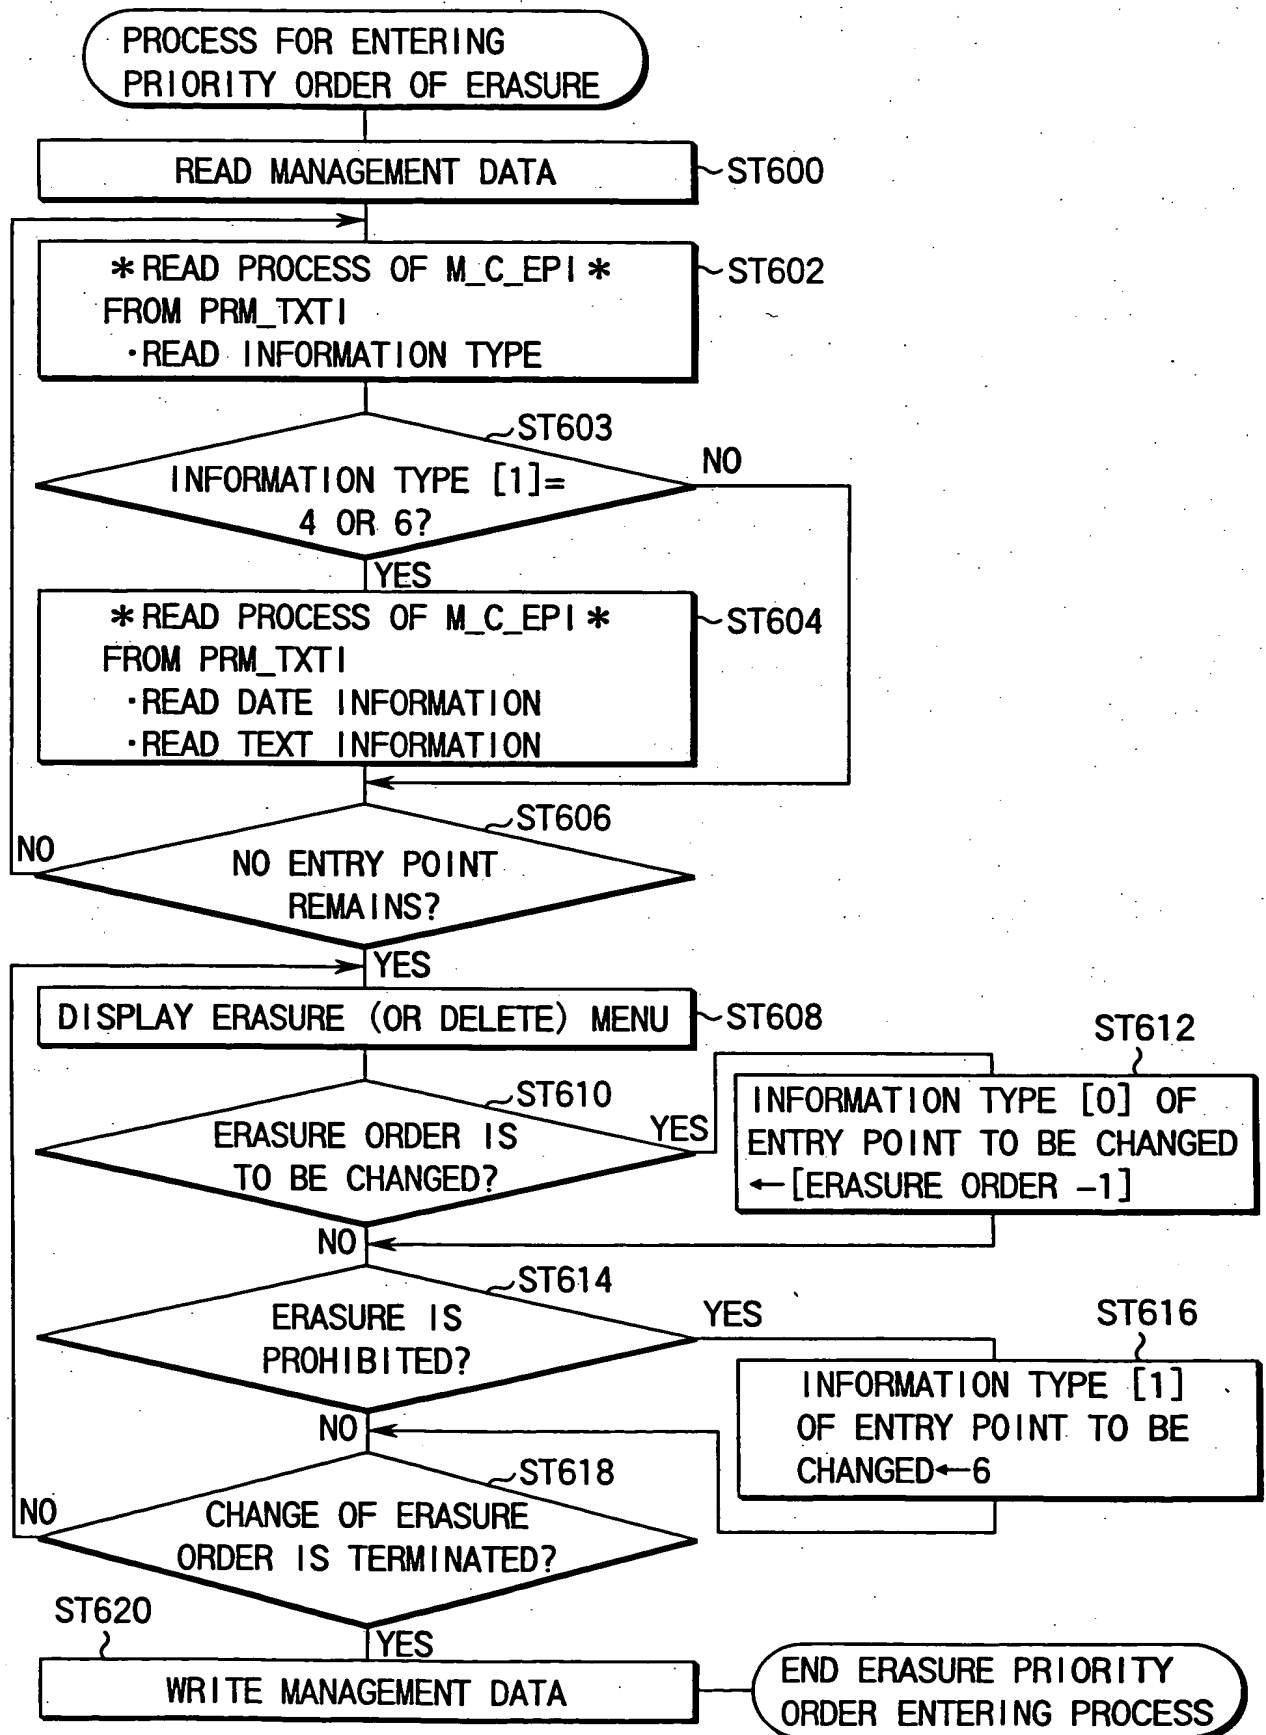 PROCESS FOR ENTERING
PRIORITY ORDER OF ERASURE
READ MANAGEMENT DATA
ST600
*READ PROCESS OF M_C_EPI*
FROM PRM_TXTI
·READ INFORMATION TYPE
ST602
ST603
INFORMATION TYPE [1]=
4 OR 6?
NO
YES
*READ PROCESS OF M_C_EPI*
FROM PRM_TXTI
·READ DATE INFORMATION
·READ TEXT INFORMATION
ST604
ST606
NO ENTRY POINT
REMAINS?
NO
YES
DISPLAY ERASURE (OR DELETE) MENU
ST608
ST610
ERASURE ORDER IS
TO BE CHANGED?
YES
ST612
INFORMATION TYPE [0] OF
ENTRY POINT TO BE CHANGED
←[ERASURE ORDER -1]
NO
ST614
ERASURE IS
PROHIBITED?
YES
ST616
INFORMATION TYPE [1]
OF ENTRY POINT TO BE
CHANGED←6
NO
ST618
CHANGE OF ERASURE
ORDER IS TERMINATED?
NO
YES
ST620
WRITE MANAGEMENT DATA
END ERASURE PRIORITY
ORDER ENTERING PROCESS